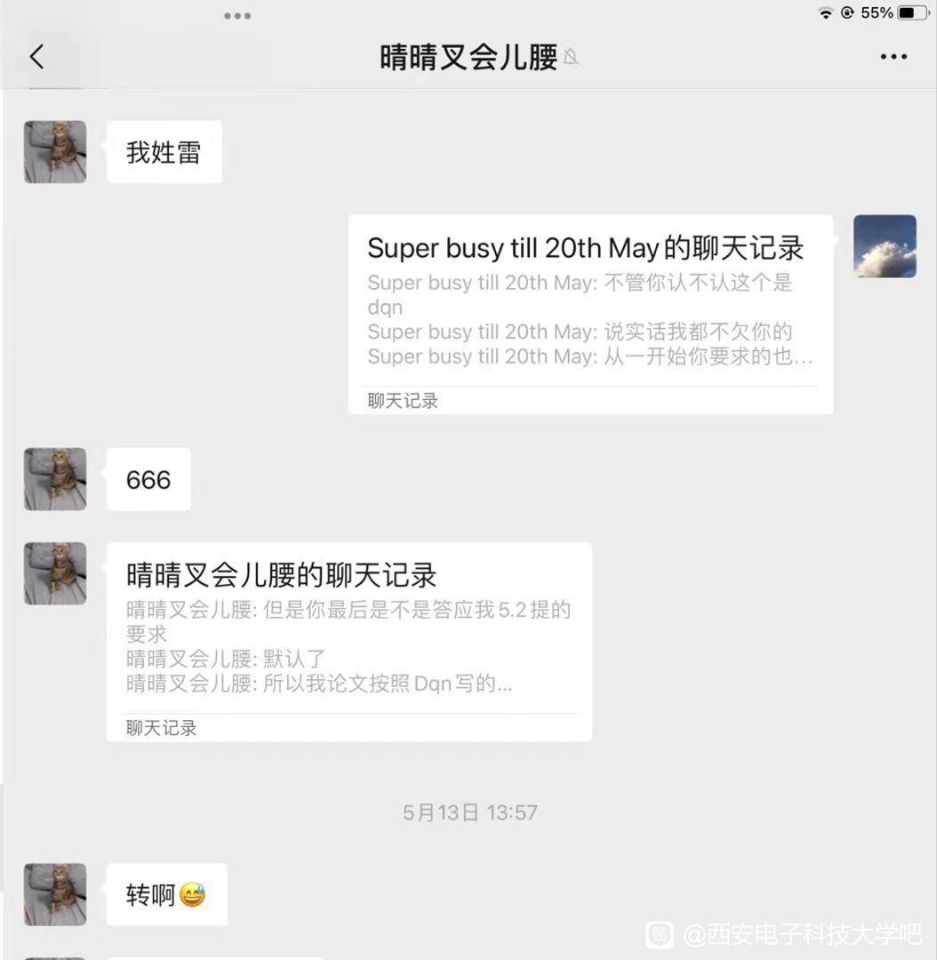 55%
晴晴叉会儿腰
我姓雷
Super busy till 20th May的聊天记录
Super busy till 20th May: 不管你认不认这个是
dqn
Super busy till 20th May: 说实话我都不欠你的
Super busy till 20th May: 从一开始你要求的也...
聊天记录
666
晴晴叉会儿腰的聊天记录
晴晴叉会儿腰: 但是你最后是不是答应我5.2提的
要求
晴晴叉会儿腰: 默认了
晴晴叉会儿腰: 所以我论文按照Dqn写的...
聊天记录
5月13日 13:57
转啊😅
贴 @西安电子科技大学吧